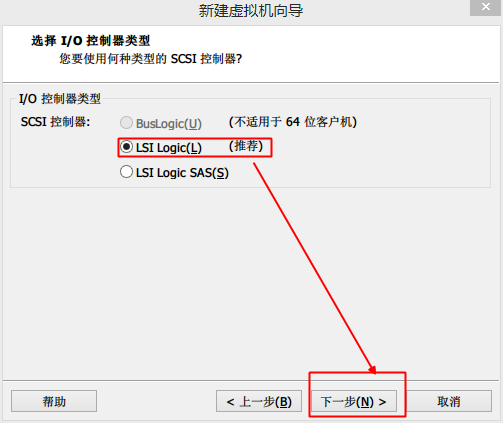 新建虚拟机向导
选择 I/O 控制器类型
您要使用何种类型的 SCSI 控制器?
I/O 控制器类型
SCSI 控制器: BusLogic(U) (不适用于 64 位客户机)
LSI Logic(L) (推荐)
LSI Logic SAS(S)
帮助 < 上一步(B) 下一步(N) > 取消